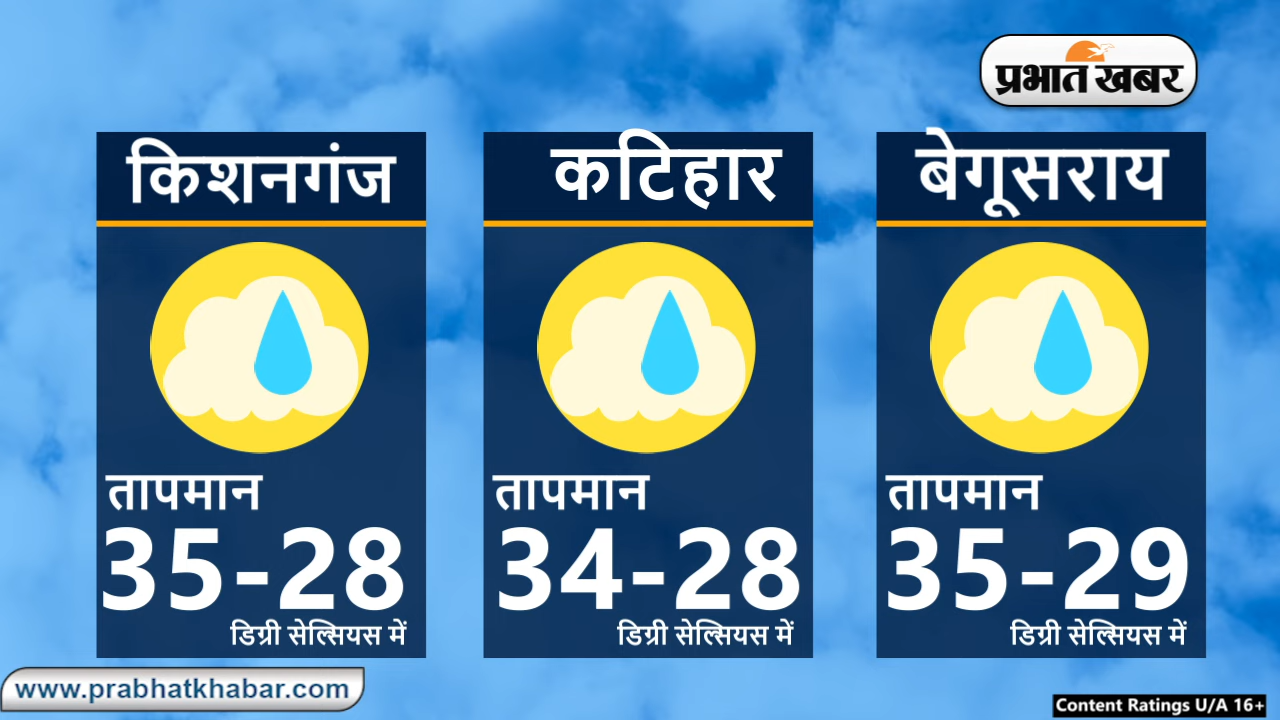 प्रभात खबर
किशनगंज
तापमान
35-28
डिग्री सेल्सियस में
कटिहार
तापमान
34-28
डिग्री सेल्सियस में
बेगूसराय
तापमान
35-29
डिग्री सेल्सियस में
www.prabhatkhabar.com
Content Ratings U/A 16+